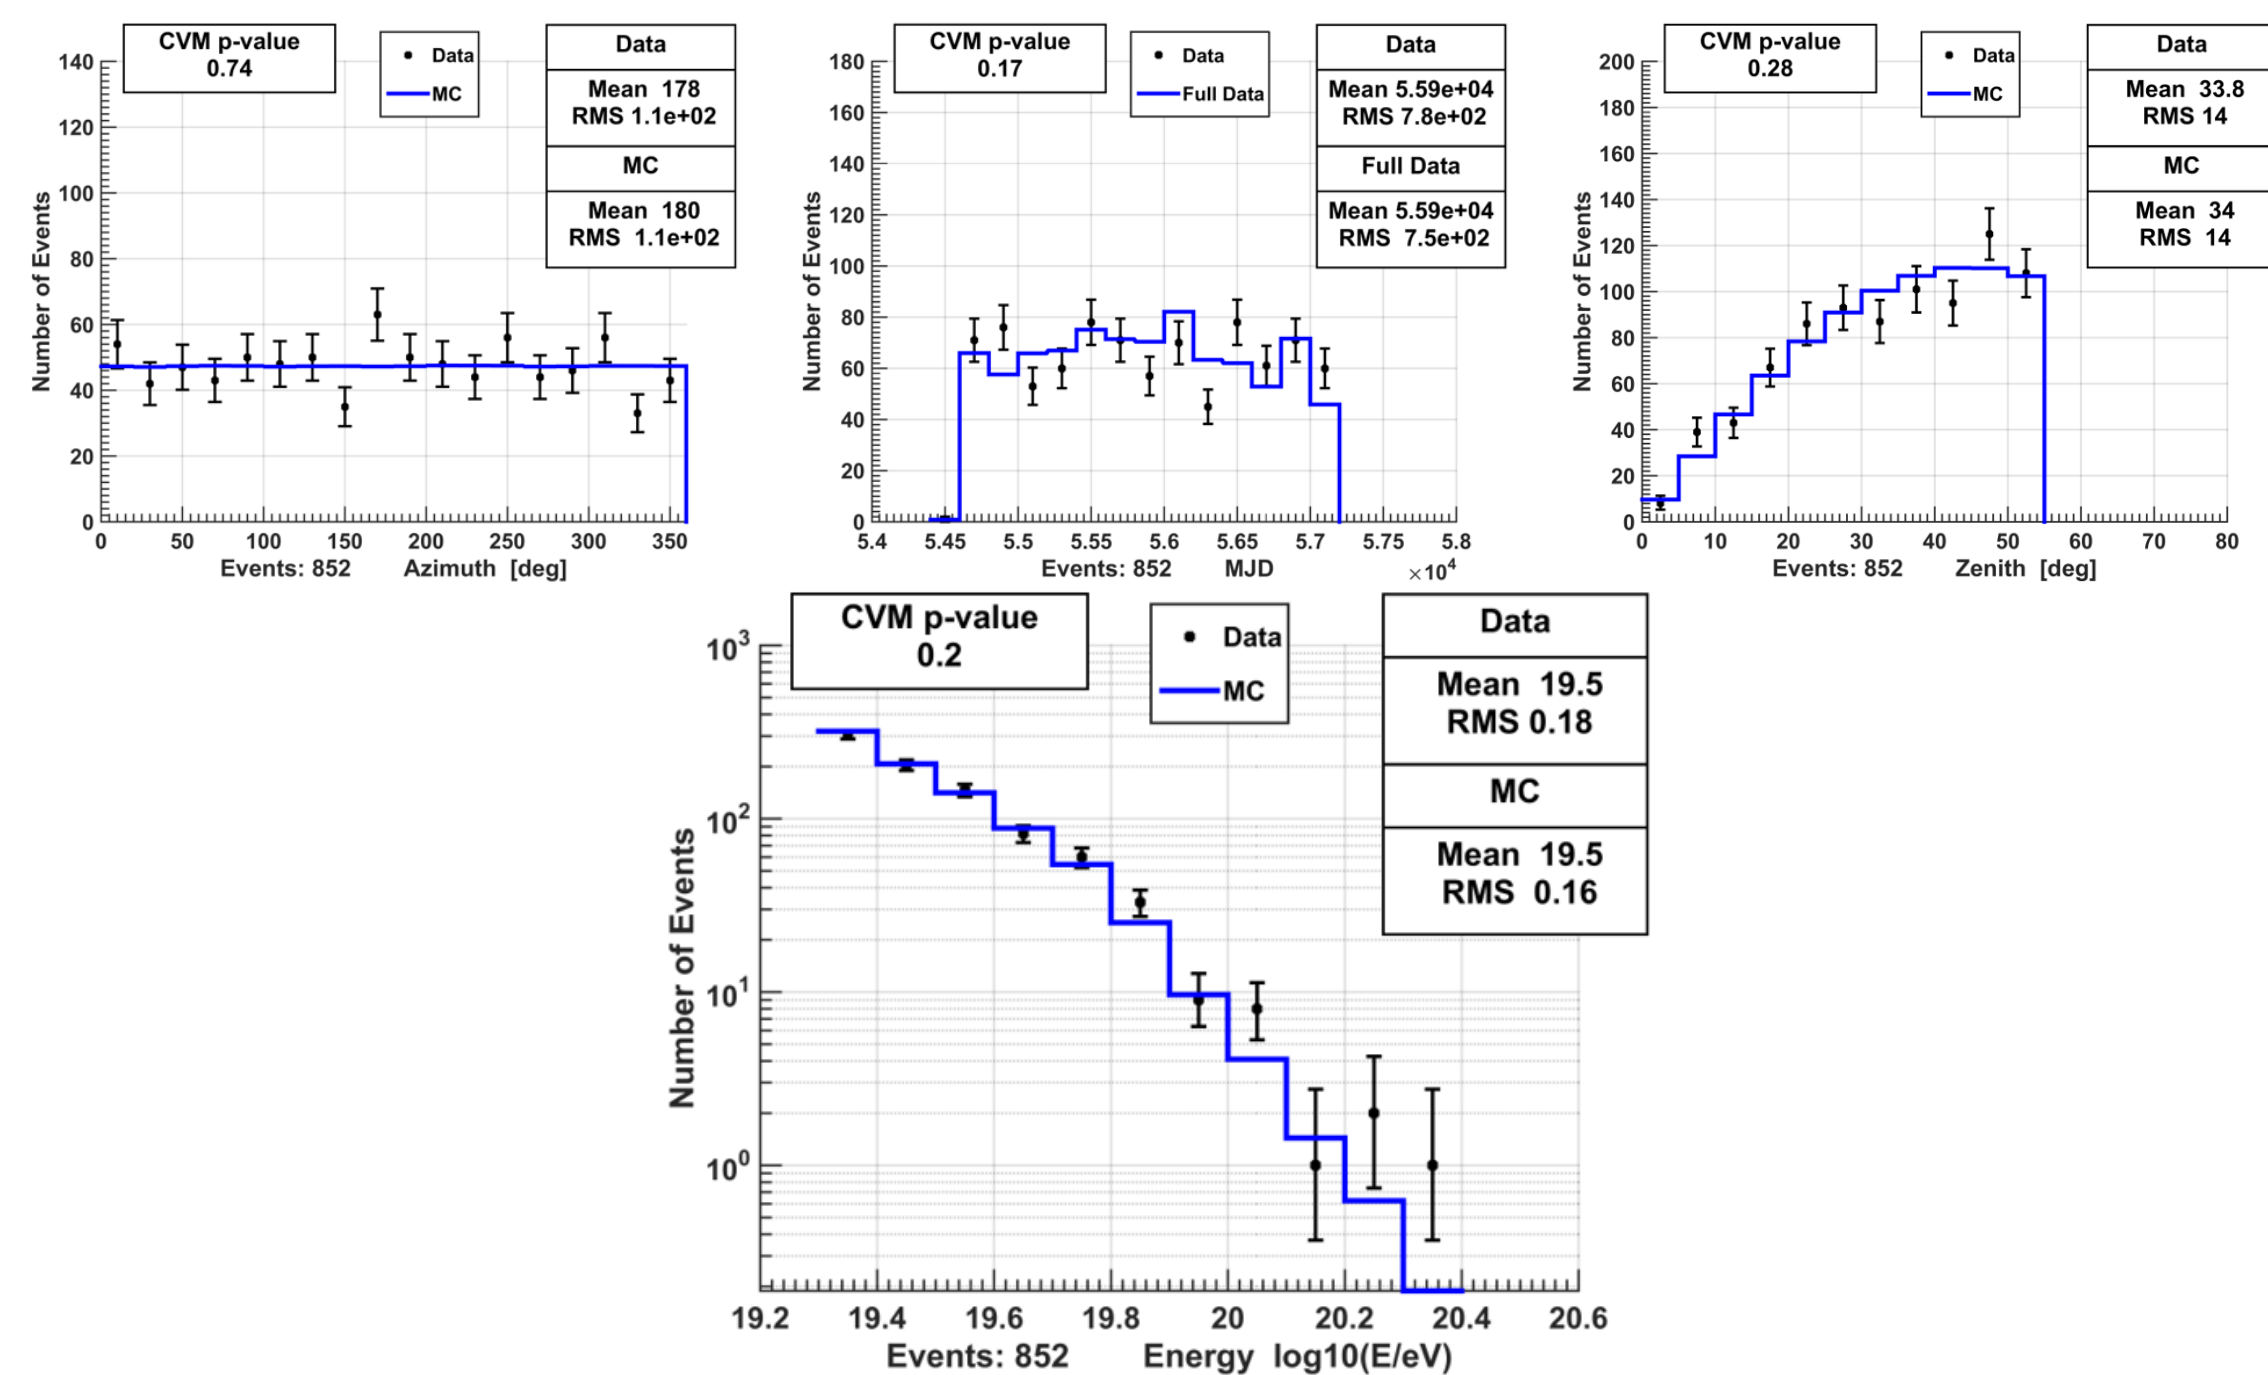 CVM p-value
0.74
Data
MC
Data
Mean 178
RMS 1.1e+02
MC
Mean 180
RMS 1.1e+02
Number of Events
140
120
100
80
60
40
20
0
0 50 100 150 200 250 300 350
Events: 852 Azimuth [deg]
CVM p-value
0.17
Data
Full Data
Data
Mean 5.59e+04
RMS 7.8e+02
Full Data
Mean 5.59e+04
RMS 7.5e+02
Number of Events
180
160
140
120
100
80
60
40
20
0
5.4 5.45 5.5 5.55 5.6 5.65 5.7 5.75 5.8
Events: 852 MJD ×10⁴
CVM p-value
0.28
Data
MC
Data
Mean 33.8
RMS 14
MC
Mean 34
RMS 14
Number of Events
200
180
160
140
120
100
80
60
40
20
0
0 10 20 30 40 50 60 70 80
Events: 852 Zenith [deg]
CVM p-value
0.2
Data
MC
Data
Mean 19.5
RMS 0.18
MC
Mean 19.5
RMS 0.16
Number of Events
10³
10²
10¹
10⁰
19.2 19.4 19.6 19.8 20 20.2 20.4 20.6
Events: 852 Energy log10(E/eV)